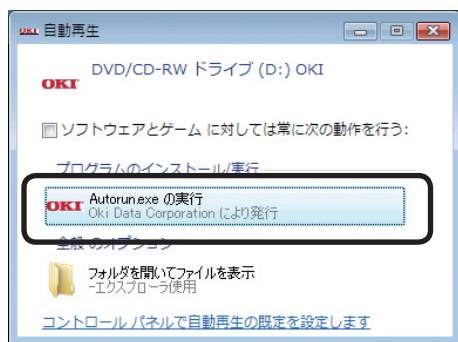 OKI 自動再生
DVD/CD-RW ドライブ (D:) OKI
OKI
ソフトウェアとゲーム に対しては常に次の動作を行う:
プログラムのインストール/実行
OKI Autorun.exe の実行
Oki Data Corporation により発行
全般 のオプション
フォルダを開いてファイルを表示
-エクスプローラ使用
コントロール パネルで自動再生の既定を設定します